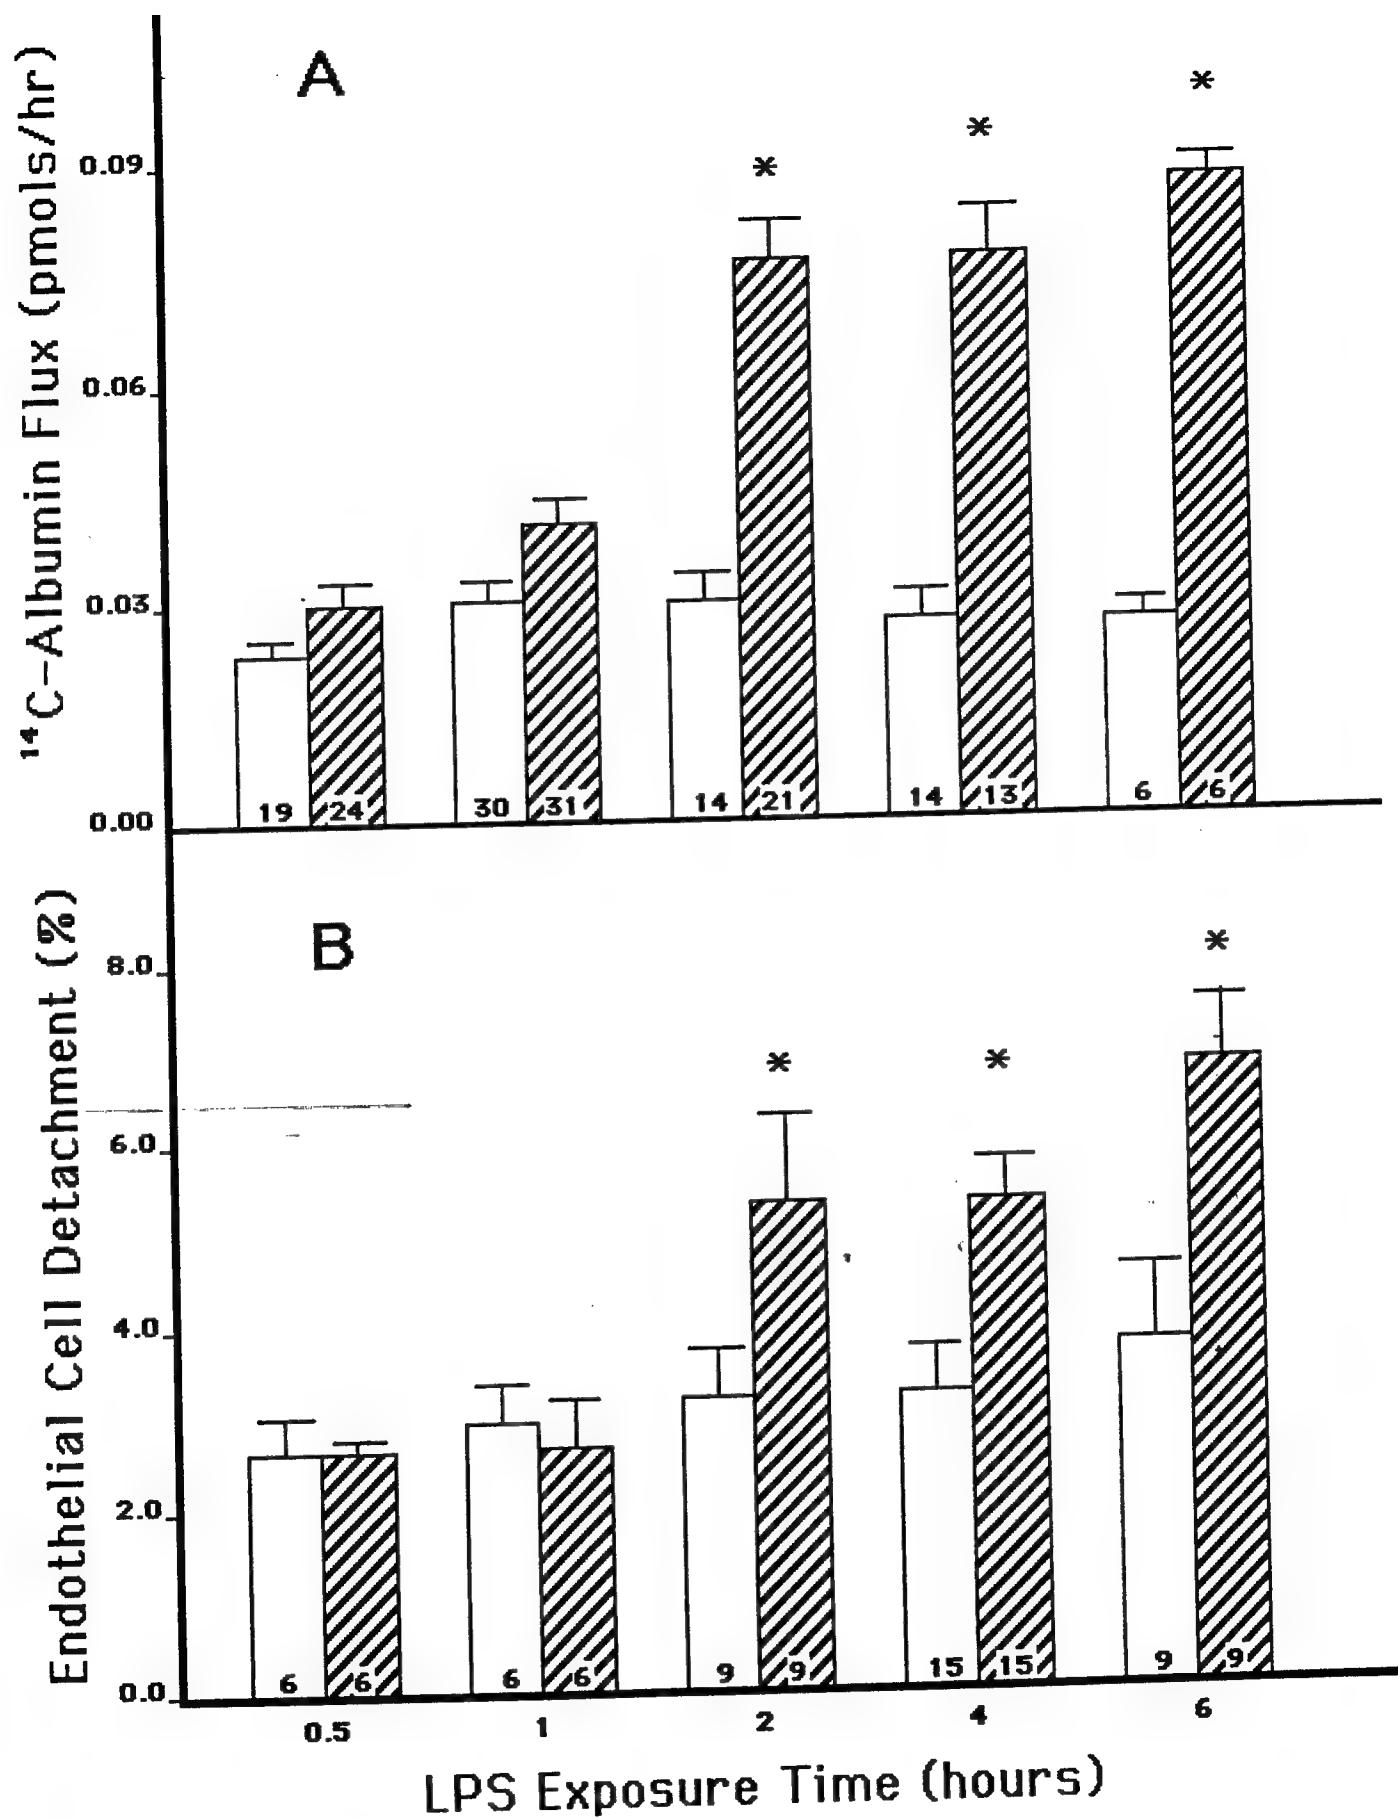 A
*
*
*
¹⁴C-Albumin Flux (pmols/hr)
0.09
0.06
0.03
0.00
19 24 30 31 14 21 14 13 6 6
B
*
*
*
Endothelial Cell Detachment (%)
8.0
6.0
4.0
2.0
0.0
6 6 6 6 9 9 15 15 9 9
0.5 1 2 4 6
LPS Exposure Time (hours)